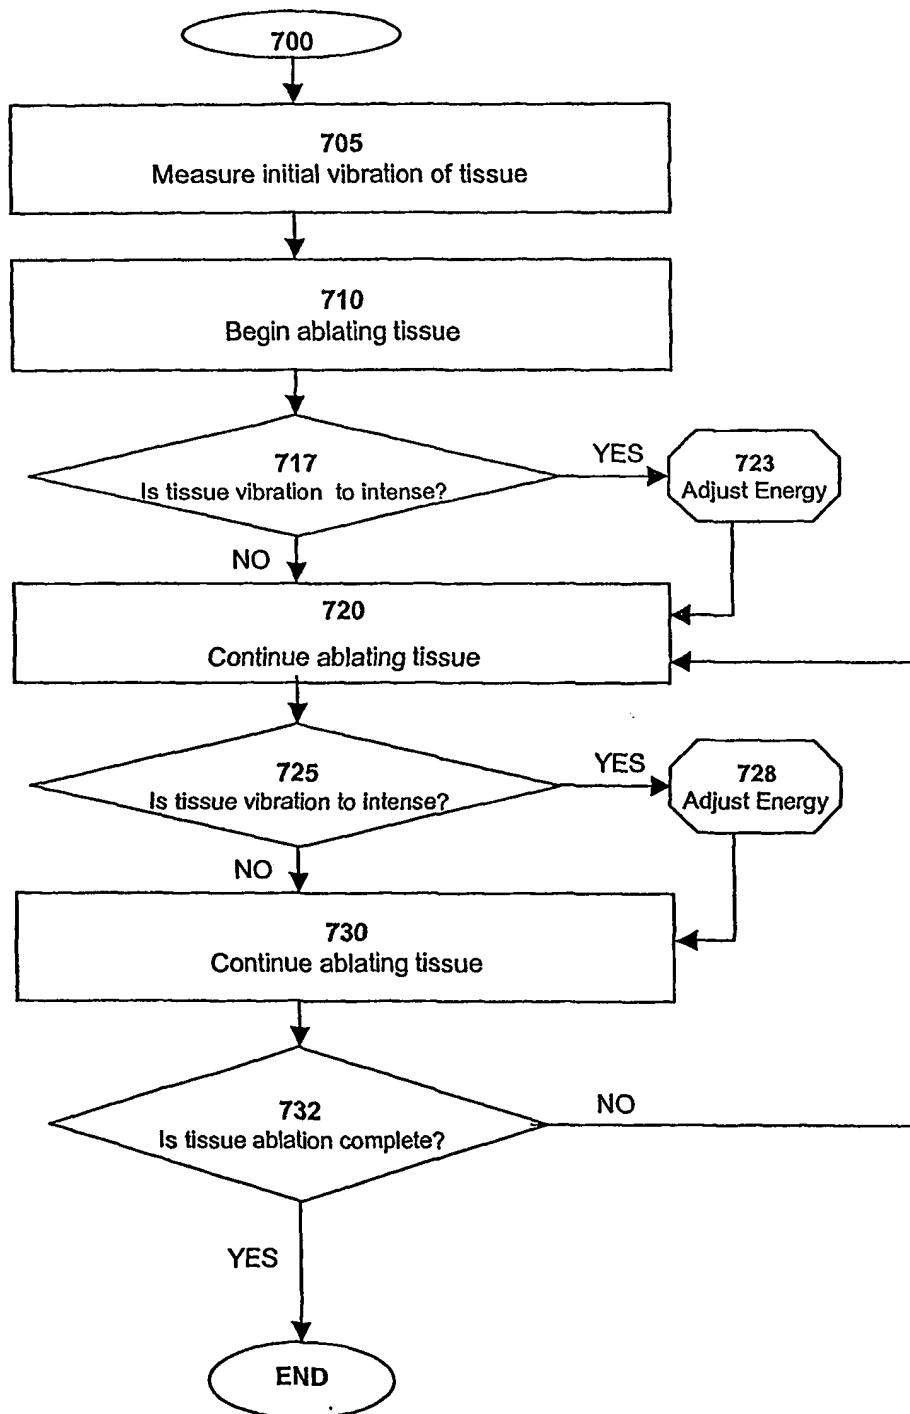 700
705
Measure initial vibration of tissue
710
Begin ablating tissue
717
Is tissue vibration to intense?
YES
723
Adjust Energy
NO
720
Continue ablating tissue
725
Is tissue vibration to intense?
YES
728
Adjust Energy
NO
730
Continue ablating tissue
732
Is tissue ablation complete?
NO
YES
END